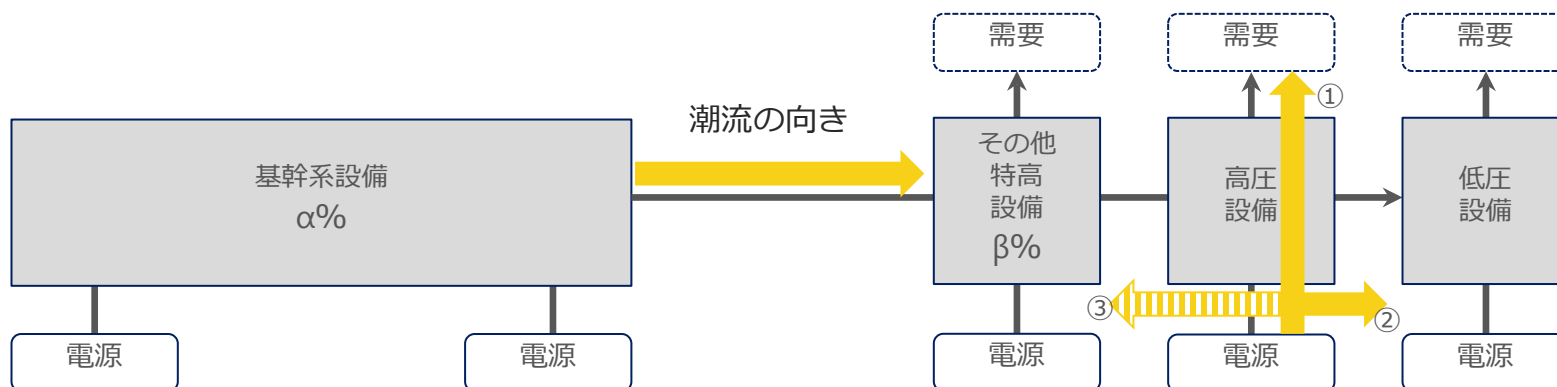 需要
需要
需要
①
潮流の向き
基幹系設備
α%
その他
特高
設備
β%
高圧
設備
低圧
設備
③
②
電源
電源
電源
電源
電源